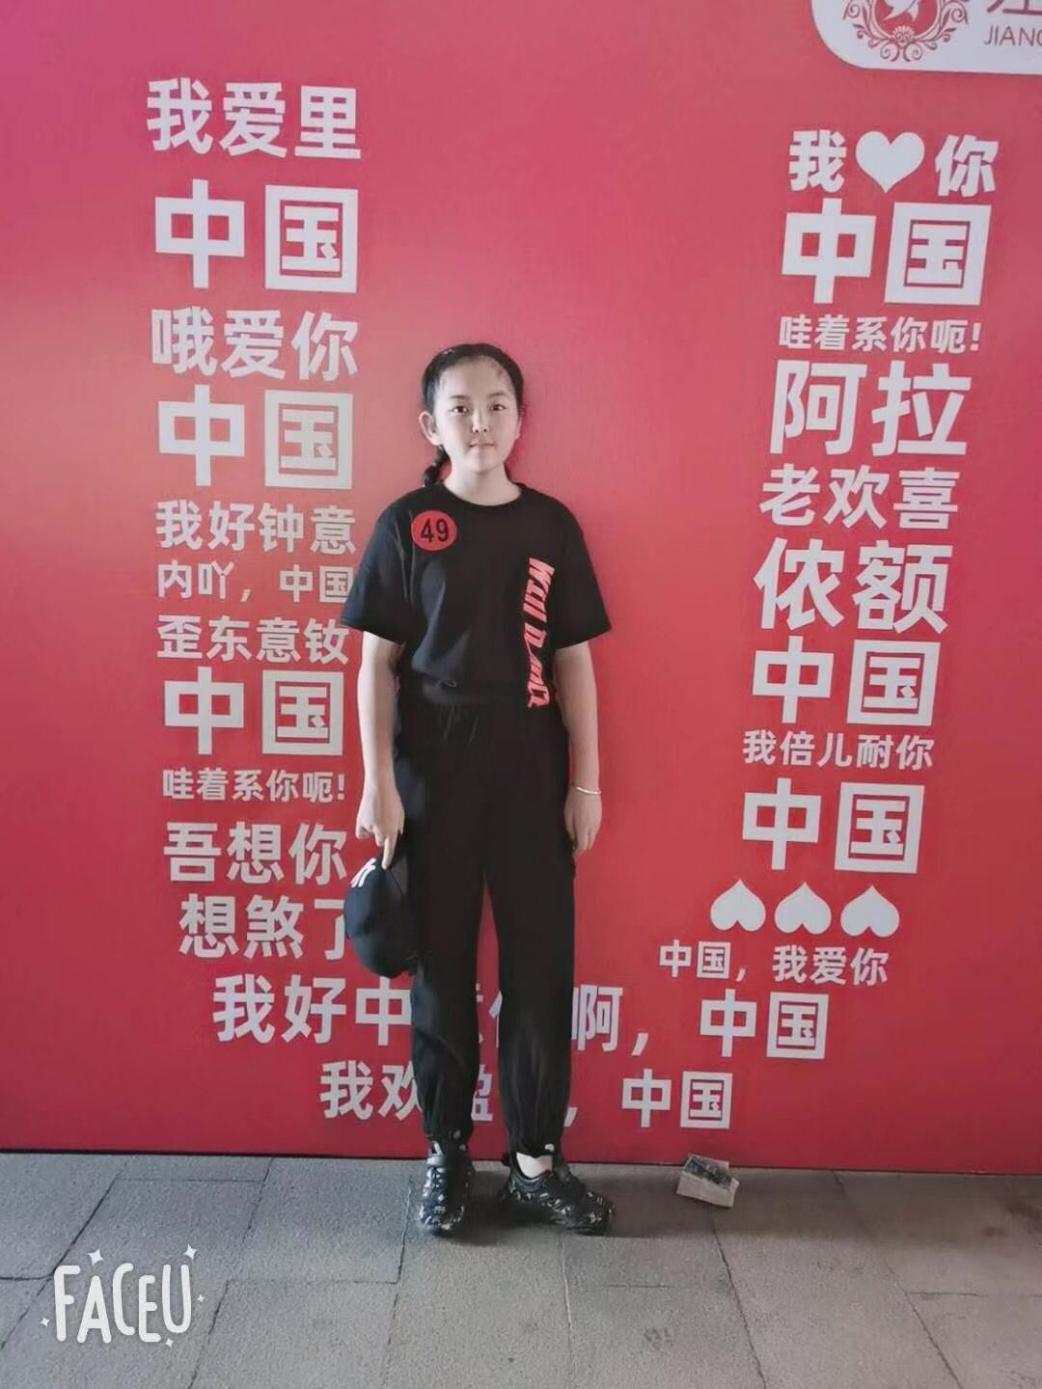 JIANG
我爱里
中国
哦爱你
中国
我好钟意
内吖，中国
歪东意钕
中国
哇着系你呃!
吾想你
想煞了
我♥你
中国
哇着系你呃!
阿拉
老欢喜
侬额
中国
我倍儿耐你
中国
♥♥♥
中国，我爱你
我好中 啊，中国
我欢 ，中国
49
FACEU